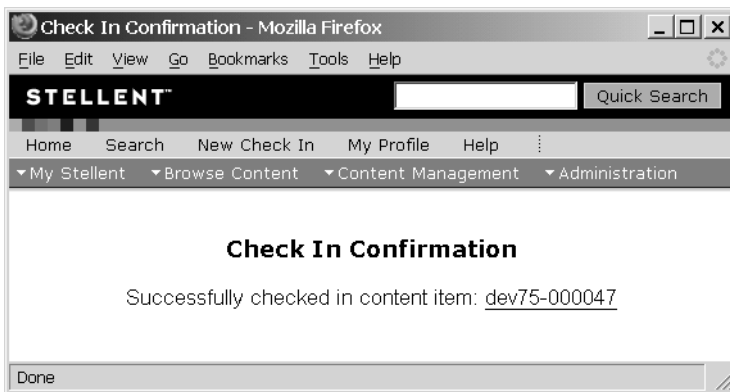 Check In Confirmation - Mozilla Firefox
File Edit View Go Bookmarks Tools Help
STELLENT™ Quick Search
Home Search New Check In My Profile Help
My Stellent Browse Content Content Management Administration
Check In Confirmation
Successfully checked in content item: dev75-000047
Done